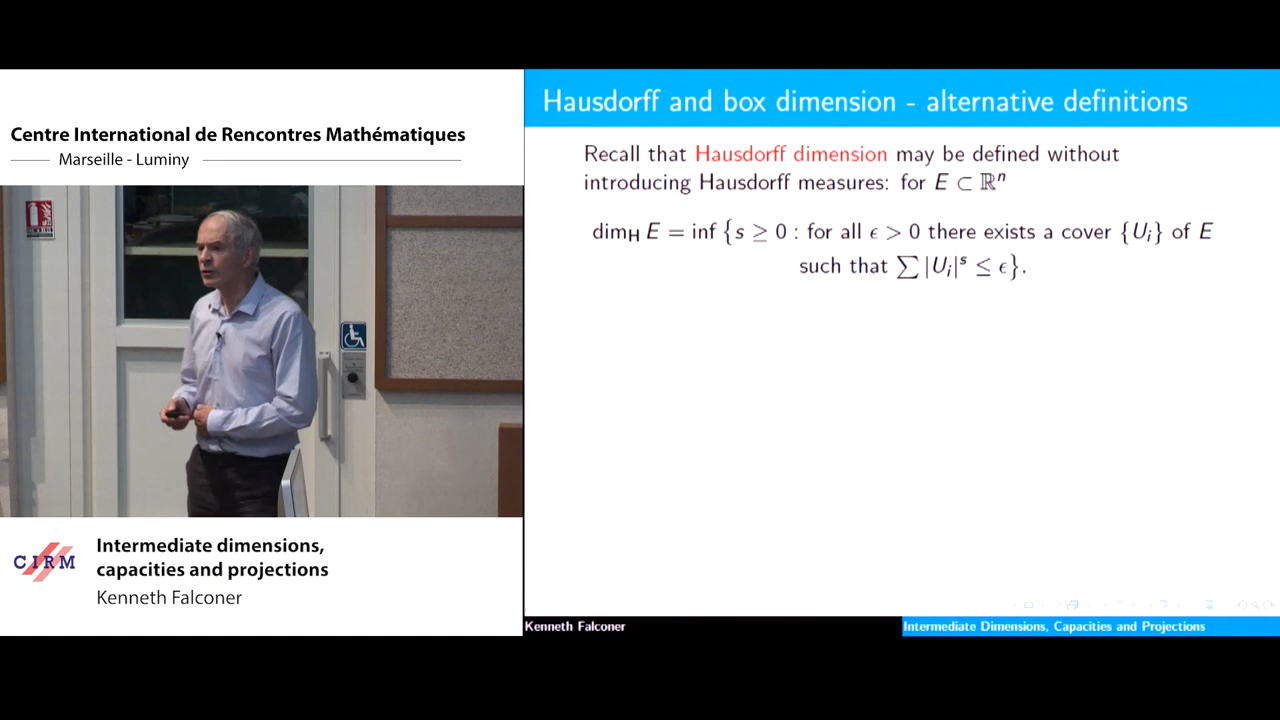 Centre International de Rencontres Mathématiques
Marseille - Luminy
CIRM
Intermediate dimensions,
capacities and projections
Kenneth Falconer
Hausdorff and box dimension - alternative definitions
Recall that Hausdorff dimension may be defined without
introducing Hausdorff measures: for E ⊂ ℝⁿ
dim_H E = inf {s ≥ 0 : for all ϵ > 0 there exists a cover {U_i} of E
such that ∑ |U_i|^s ≤ ϵ}.
Kenneth Falconer
Intermediate Dimensions, Capacities and Projections